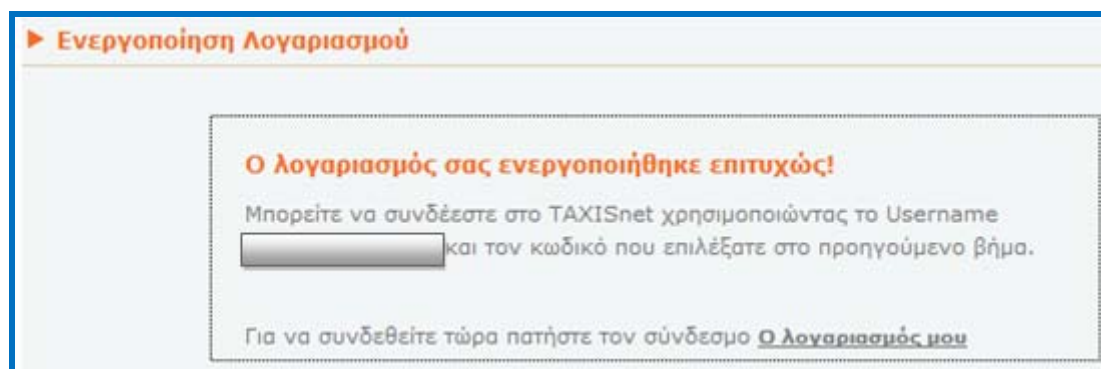 Ενεργοποίηση Λογαριασμού
Ο λογαριασμός σας ενεργοποιήθηκε επιτυχώς!
Μπορείτε να συνδέεστε στο TAXISnet χρησιμοποιώντας το Username
και τον κωδικό που επιλέξατε στο προηγούμενο βήμα.
Για να συνδεθείτε τώρα πατήστε τον σύνδεσμο Ο λογαριασμός μου